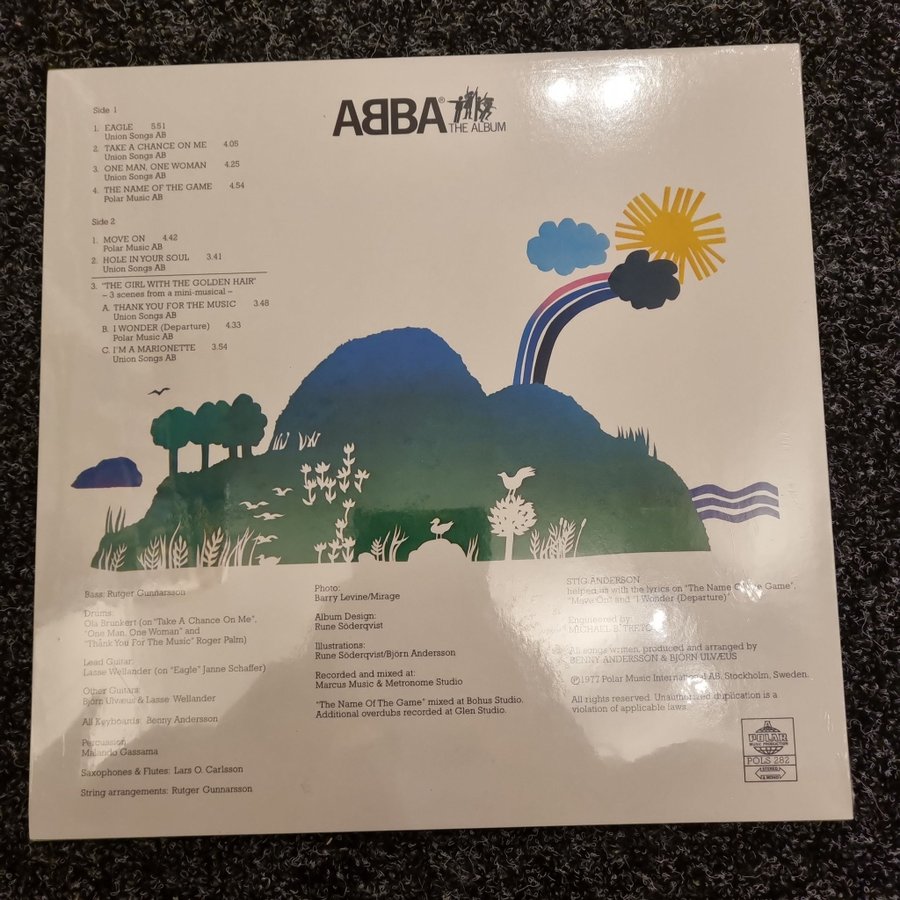 ABBA®
THE ALBUM
Side 1
1. EAGLE 5.51
Union Songs AB
2. TAKE A CHANCE ON ME 4.05
Union Songs AB
3. ONE MAN, ONE WOMAN 4.25
Union Songs AB
4. THE NAME OF THE GAME 4.54
Polar Music AB
Side 2
1. MOVE ON 4.42
Polar Music AB
2. HOLE IN YOUR SOUL 3.41
Union Songs AB
3. "THE GIRL WITH THE GOLDEN HAIR"
– 3 scenes from a mini-musical –
A. THANK YOU FOR THE MUSIC 3.48
Union Songs AB
B. I WONDER (Departure) 4.33
Polar Music AB
C. I'M A MARIONETTE 3.54
Union Songs AB
Bass: Rutger Gunnarsson
Drums:
Ola Brunkert (on "Take A Chance On Me",
"One Man, One Woman" and
"Thank You For The Music" Roger Palm)
Lead Guitar:
Lasse Wellander (on "Eagle" Janne Schaffer)
Other Guitars:
Björn Ulvæus & Lasse Wellander
All Keyboards: Benny Andersson
Percussion:
Malando Gassama
Saxophones & Flutes: Lars O. Carlsson
String arrangements: Rutger Gunnarsson
Photo:
Barry Levine/Mirage
Album Design:
Rune Söderqvist
Illustrations:
Rune Söderqvist/Björn Andersson
Recorded and mixed at:
Marcus Music & Metronome Studio
"The Name Of The Game" mixed at Bohus Studio.
Additional overdubs recorded at Glen Studio.
STIG ANDERSON
helped us with the lyrics on "The Name Of The Game",
"Move On" and "I Wonder (Departure)"
Engineered by
MICHAEL B. TRETOW
All songs written, produced and arranged by
BENNY ANDERSSON & BJÖRN ULVÆUS
℗ 1977 Polar Music International AB, Stockholm, Sweden.
All rights reserved. Unauthorized duplication is a
violation of applicable laws.
A
POLAR
MUSIC PRODUCTION
POLS 282
STEREO